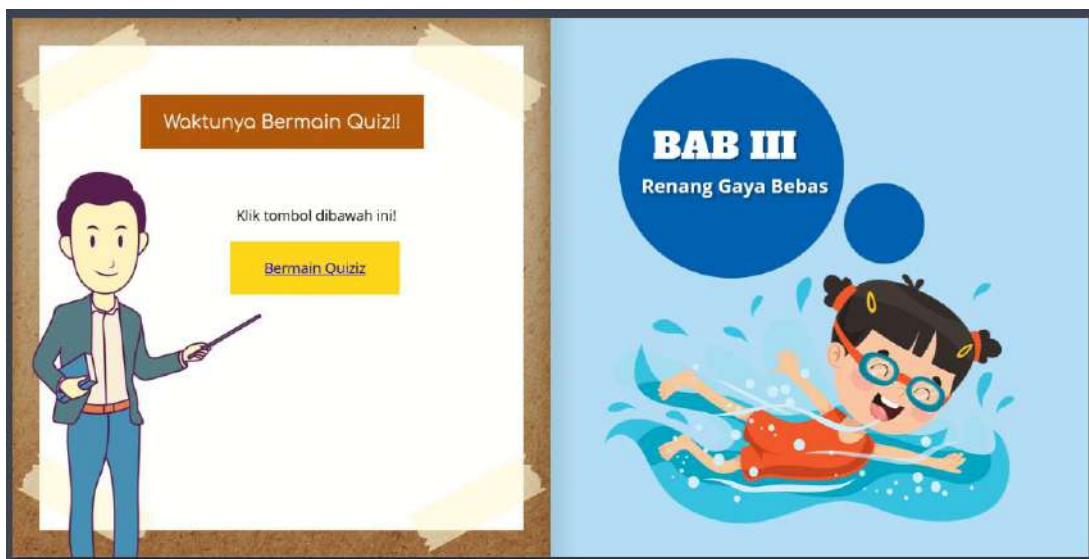 Waktunya Bermain Quiz!!
Klik tombol dibawah ini!
Bermain Quiziz
BAB III
Renang Gaya Bebas